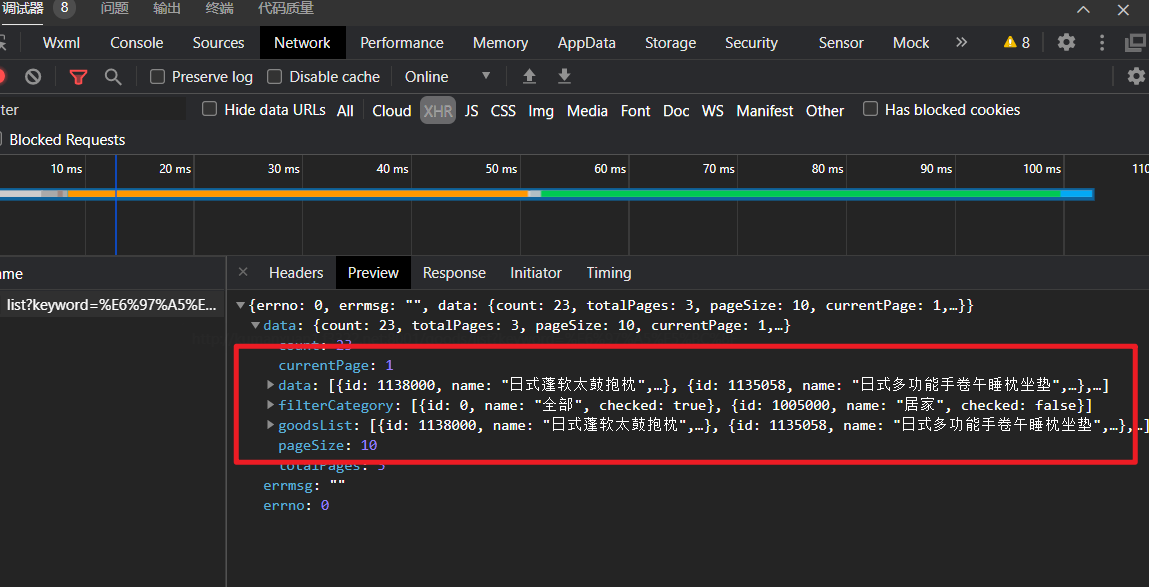 调试器 8 问题 输出 终端 代码质量
Wxml Console Sources Network Performance Memory AppData Storage Security Sensor Mock 8
Preserve log Disable cache Online
ter Hide data URLs All Cloud XHR JS CSS Img Media Font Doc WS Manifest Other Has blocked cookies
Blocked Requests
10 ms 20 ms 30 ms 40 ms 50 ms 60 ms 70 ms 80 ms 90 ms 100 ms 110
me Headers Preview Response Initiator Timing
list?keyword=%E6%97%A5%E... {errno: 0, errmsg: "", data: {count: 23, totalPages: 3, pageSize: 10, currentPage: 1,…}}
data: {count: 23, totalPages: 3, pageSize: 10, currentPage: 1,…}
count: 23
currentPage: 1
data: [{id: 1138000, name: "日式蓬软太鼓抱枕",…}, {id: 1135058, name: "日式多功能手卷午睡枕坐垫",…},…]
filterCategory: [{id: 0, name: "全部", checked: true}, {id: 1005000, name: "居家", checked: false}]
goodsList: [{id: 1138000, name: "日式蓬软太鼓抱枕",…}, {id: 1135058, name: "日式多功能手卷午睡枕坐垫",…},…]
pageSize: 10
totalPages: 3
errmsg: ""
errno: 0